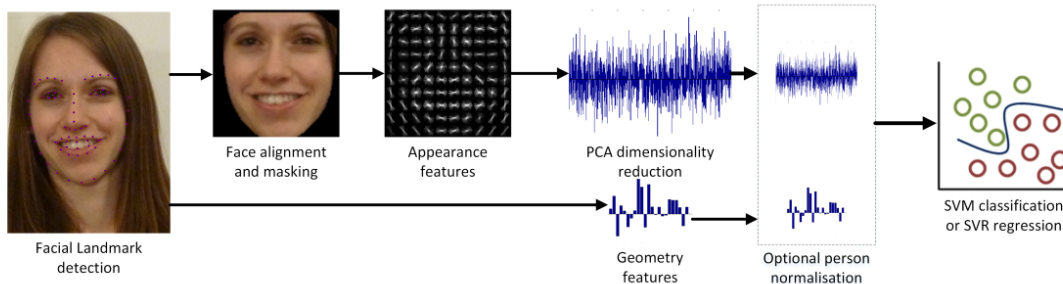 Facial Landmark
detection
Face alignment
and masking
Appearance
features
PCA dimensionality
reduction
Geometry
features
Optional person
normalisation
SVM classification
or SVR regression